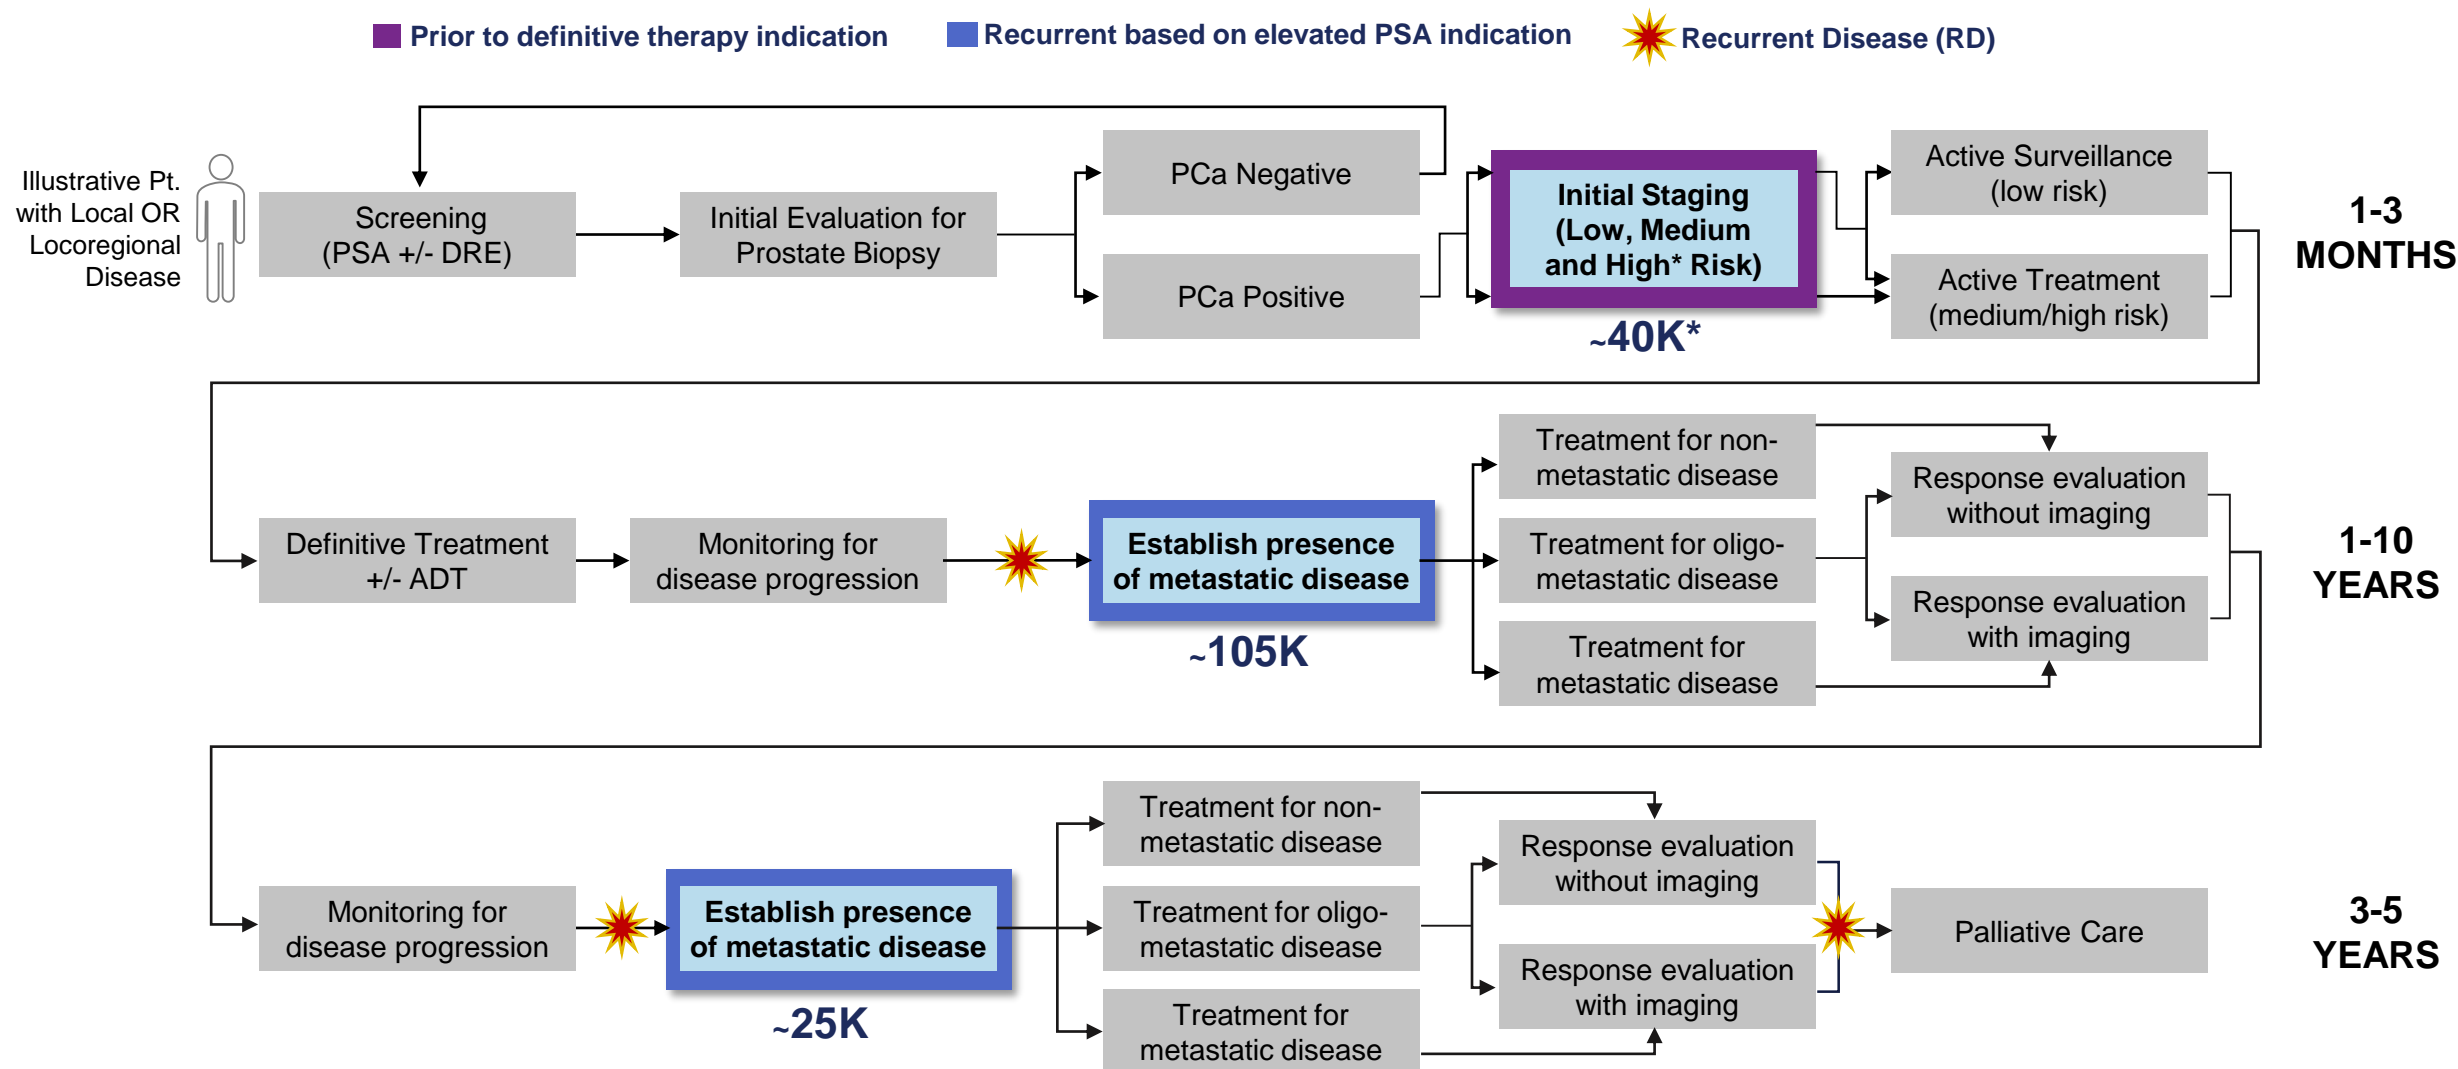 Prior to definitive therapy indication
Recurrent based on elevated PSA indication
Recurrent Disease (RD)
Illustrative Pt.
with Local OR
Locoregional
Disease
Screening
(PSA +/- DRE)
Initial Evaluation for
Prostate Biopsy
PCa Negative
PCa Positive
Initial Staging
(Low, Medium
and High* Risk)
~40K*
Active Surveillance
(low risk)
Active Treatment
(medium/high risk)
1-3
MONTHS
Definitive Treatment
+/- ADT
Monitoring for
disease progression
Establish presence
of metastatic disease
~105K
Treatment for non-
metastatic disease
Treatment for oligo-
metastatic disease
Treatment for
metastatic disease
Response evaluation
without imaging
Response evaluation
with imaging
1-10
YEARS
Monitoring for
disease progression
Establish presence
of metastatic disease
~25K
Treatment for non-
metastatic disease
Treatment for oligo-
metastatic disease
Treatment for
metastatic disease
Response evaluation
without imaging
Response evaluation
with imaging
Palliative Care
3-5
YEARS